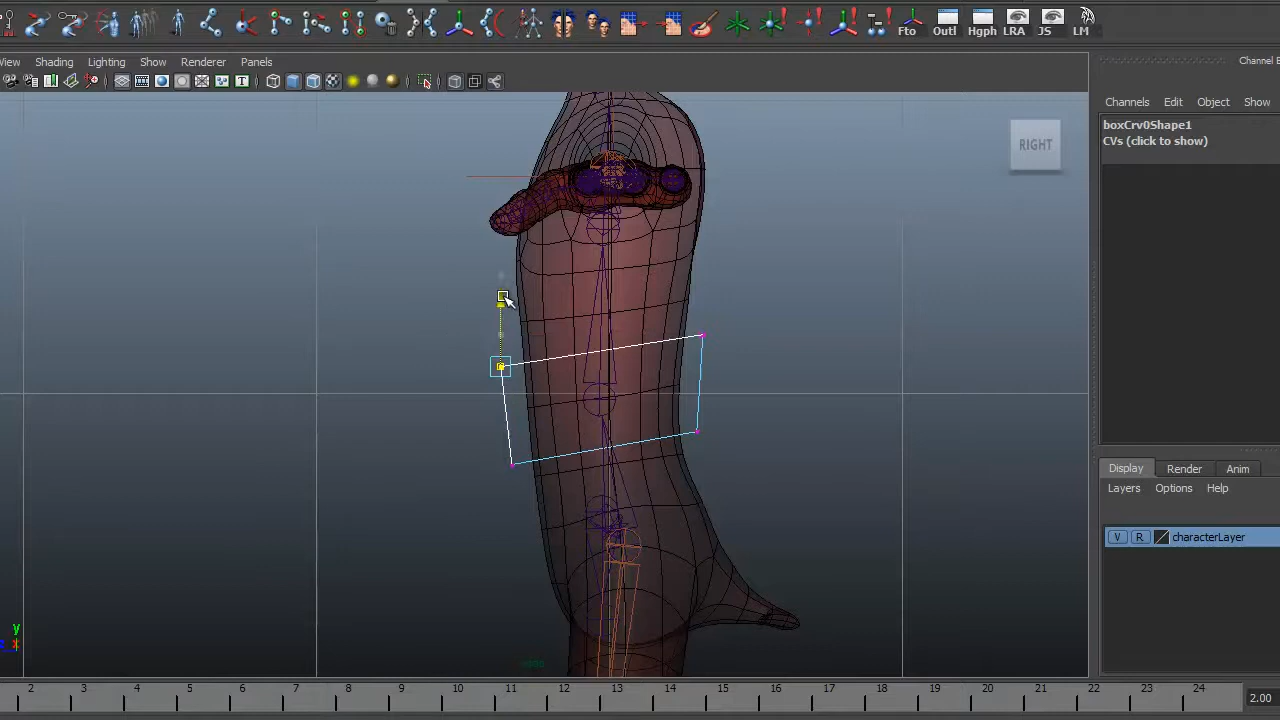 Fto Outl Hgph LRA JS LM
View Shading Lighting Show Renderer Panels
Channel E
Channels Edit Object Show
boxCrv0Shape1
CVs (click to show)
RIGHT
T
Display Render Anim
Layers Options Help
V R characterLayer
y
z x
2 3 4 5 6 7 8 9 10 11 12 13 14 15 16 17 18 19 20 21 22 23 24
2.00